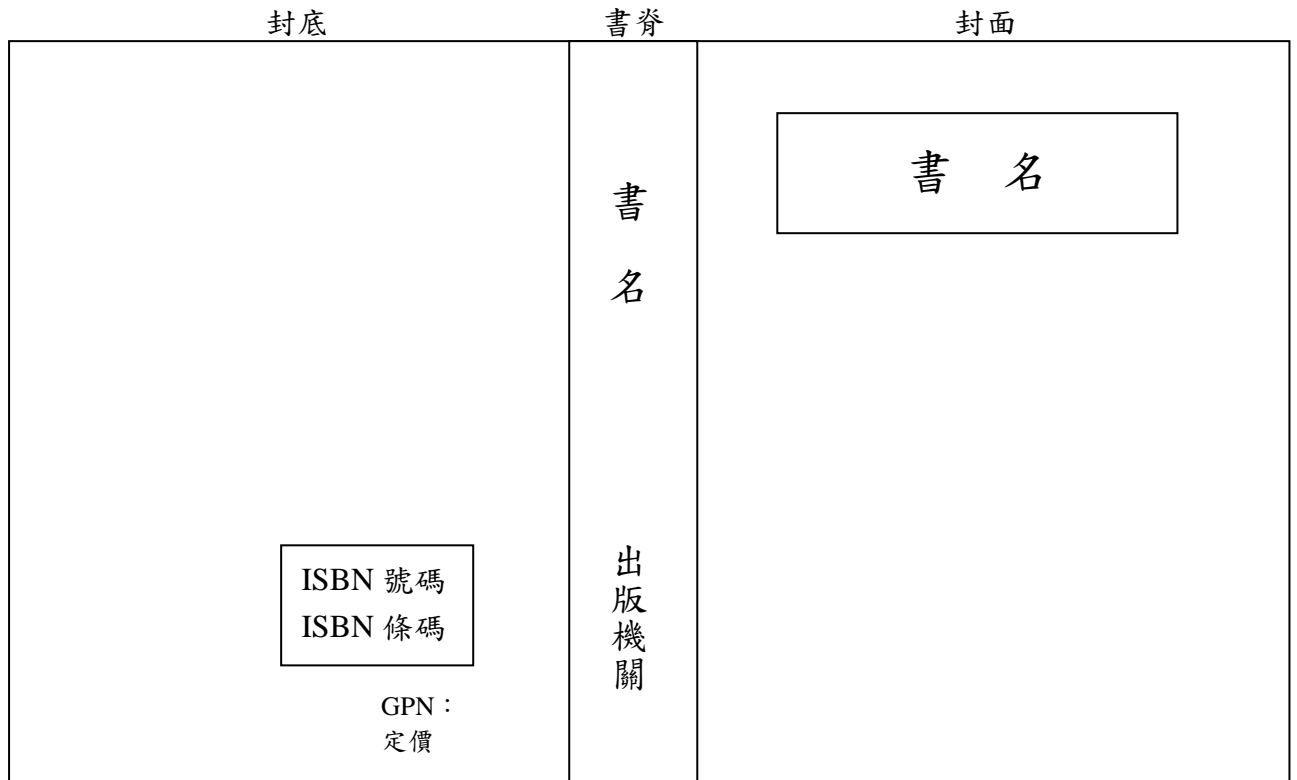 封底 書脊 封面
書 名
書名
出版機關
ISBN 號碼
ISBN 條碼
GPN：
定價